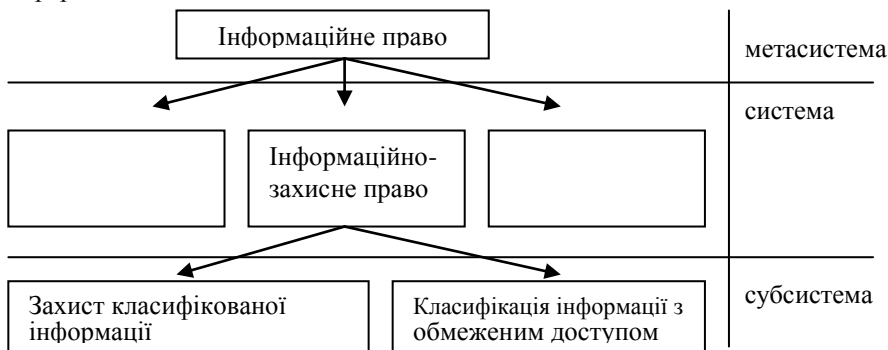 Інформаційне право
метасистема
система
Інформаційно-
захисне право
Захист класифікованої
інформації
Класифікація інформації з
обмеженим доступом
субсистема